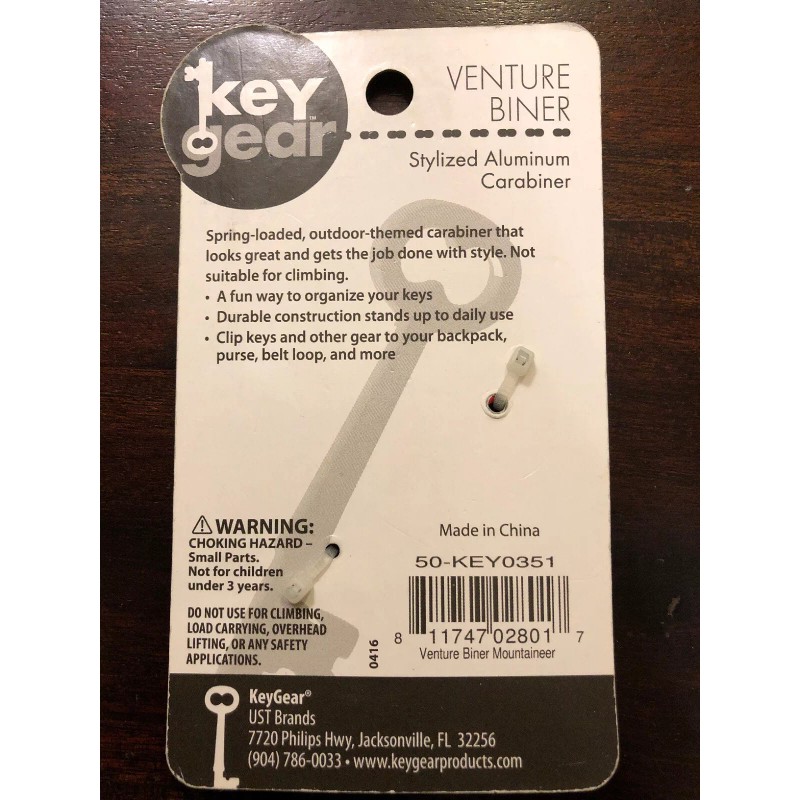 key
gear™
VENTURE
BINER
Stylized Aluminum
Carabiner
Spring-loaded, outdoor-themed carabiner that
looks great and gets the job done with style. Not
suitable for climbing.
• A fun way to organize your keys
• Durable construction stands up to daily use
• Clip keys and other gear to your backpack,
purse, belt loop, and more
⚠WARNING:
CHOKING HAZARD –
Small Parts.
Not for children
under 3 years.
DO NOT USE FOR CLIMBING,
LOAD CARRYING, OVERHEAD
LIFTING, OR ANY SAFETY
APPLICATIONS.
0416
Made in China
50-KEY0351
8 11747 02801 7
Venture Biner Mountaineer
KeyGear®
UST Brands
7720 Philips Hwy, Jacksonville, FL 32256
(904) 786-0033 • www.keygearproducts.com